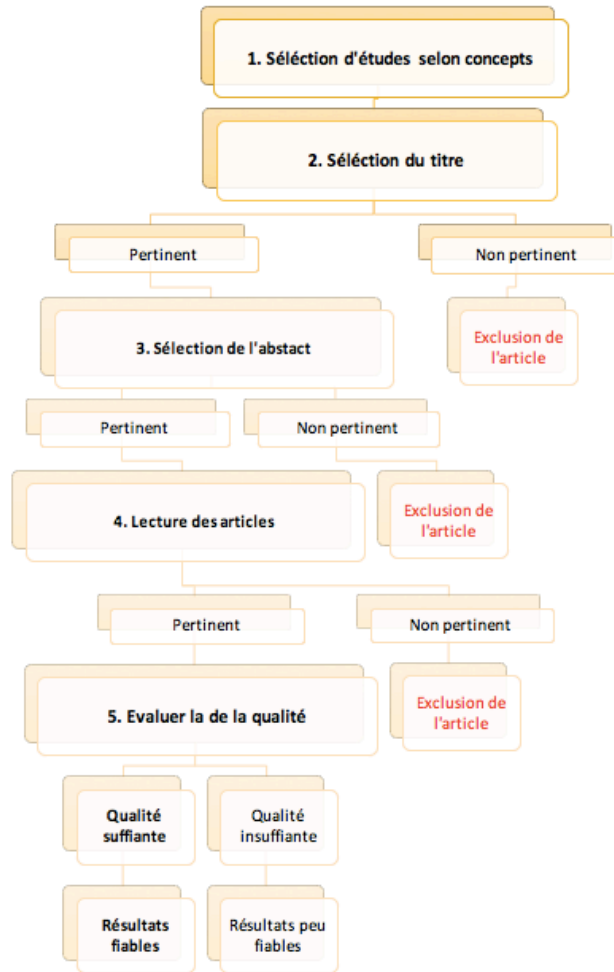 1. Séléction d'études selon concepts
2. Séléction du titre
Pertinent
Non pertinent
Exclusion de
l'article
3. Sélection de l'abstact
Pertinent
Non pertinent
Exclusion de
l'article
4. Lecture des articles
Pertinent
Non pertinent
Exclusion de
l'article
5. Evaluer la de la qualité
Qualité
suffiante
Qualité
insuffiante
Résultats
fiables
Résultats peu
fiables